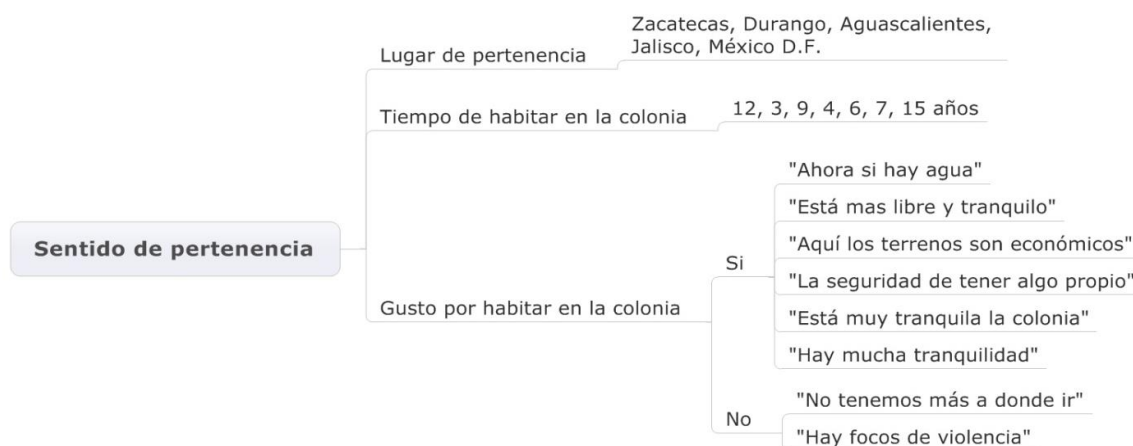 Sentido de pertenencia
Lugar de pertenencia
Zacatecas, Durango, Aguascalientes,
Jalisco, México D.F.
Tiempo de habitar en la colonia
12, 3, 9, 4, 6, 7, 15 años
Gusto por habitar en la colonia
Si
"Ahora si hay agua"
"Está mas libre y tranquilo"
"Aquí los terrenos son económicos"
"La seguridad de tener algo propio"
"Está muy tranquila la colonia"
"Hay mucha tranquilidad"
No
"No tenemos más a donde ir"
"Hay focos de violencia"